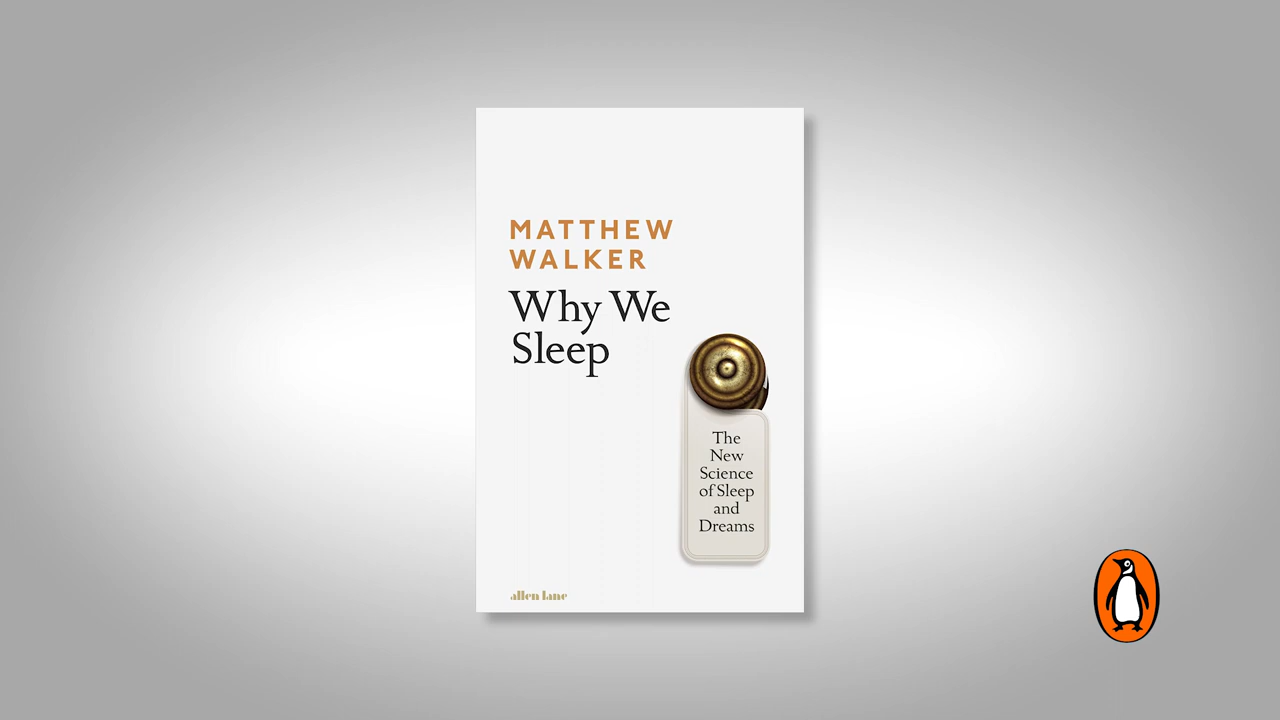 MATTHEW
WALKER
Why We
Sleep
The
New
Science
of Sleep
and
Dreams
allen lane